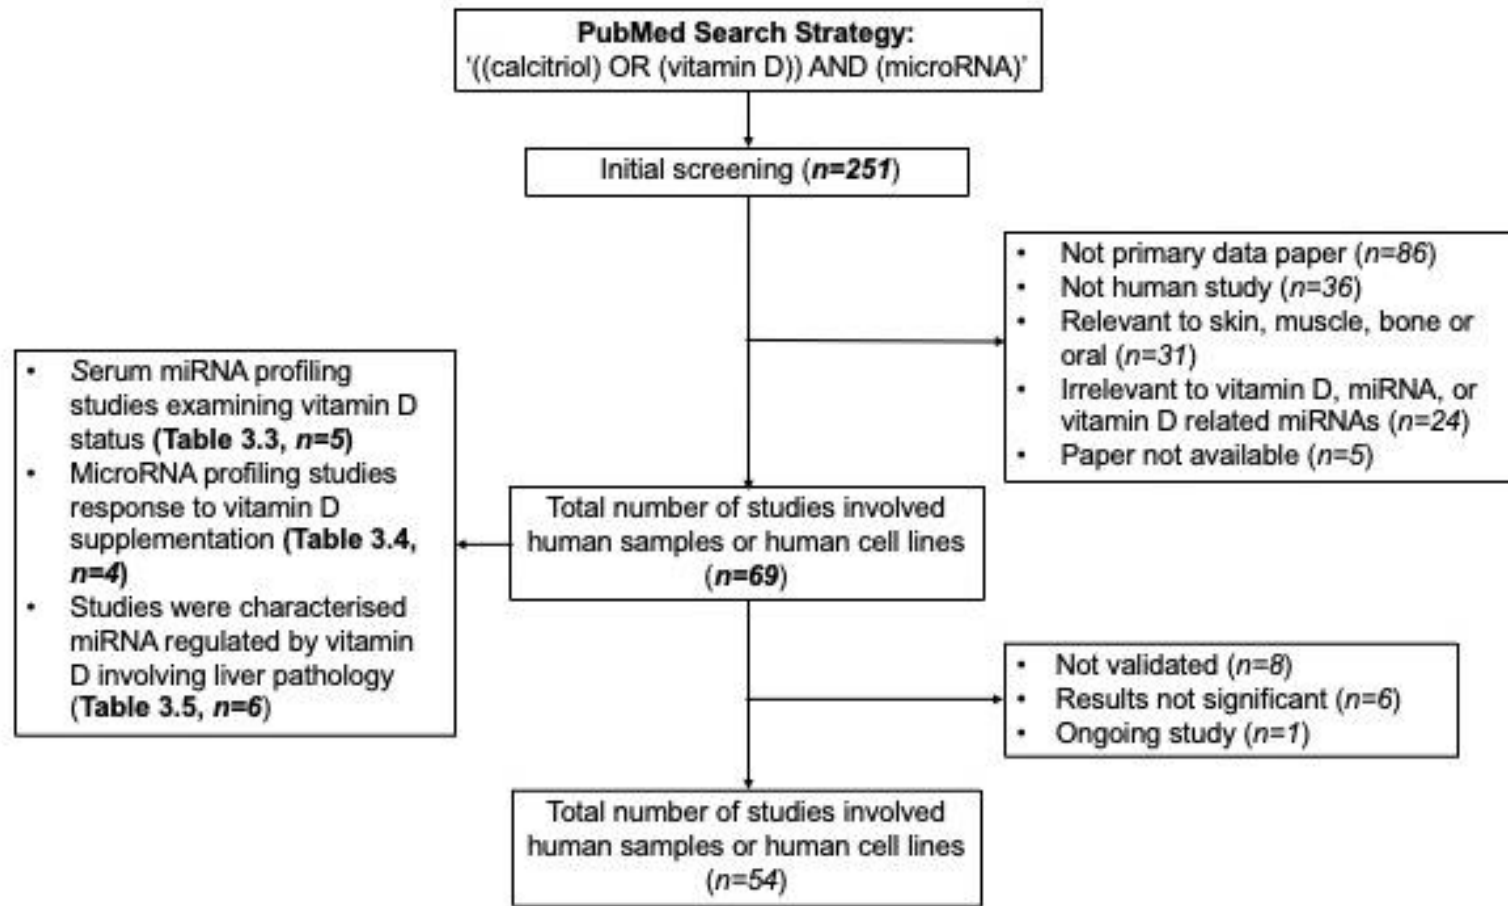 PubMed Search Strategy:
'((calcitriol) OR (vitamin D)) AND (microRNA)'
Initial screening (n=251)
• Not primary data paper (n=86)
• Not human study (n=36)
• Relevant to skin, muscle, bone or
oral (n=31)
• Irrelevant to vitamin D, miRNA, or
vitamin D related miRNAs (n=24)
• Paper not available (n=5)
• Serum miRNA profiling
studies examining vitamin D
status (Table 3.3, n=5)
• MicroRNA profiling studies
response to vitamin D
supplementation (Table 3.4,
n=4)
• Studies were characterised
miRNA regulated by vitamin
D involving liver pathology
(Table 3.5, n=6)
Total number of studies involved
human samples or human cell lines
(n=69)
• Not validated (n=8)
• Results not significant (n=6)
• Ongoing study (n=1)
Total number of studies involved
human samples or human cell lines
(n=54)